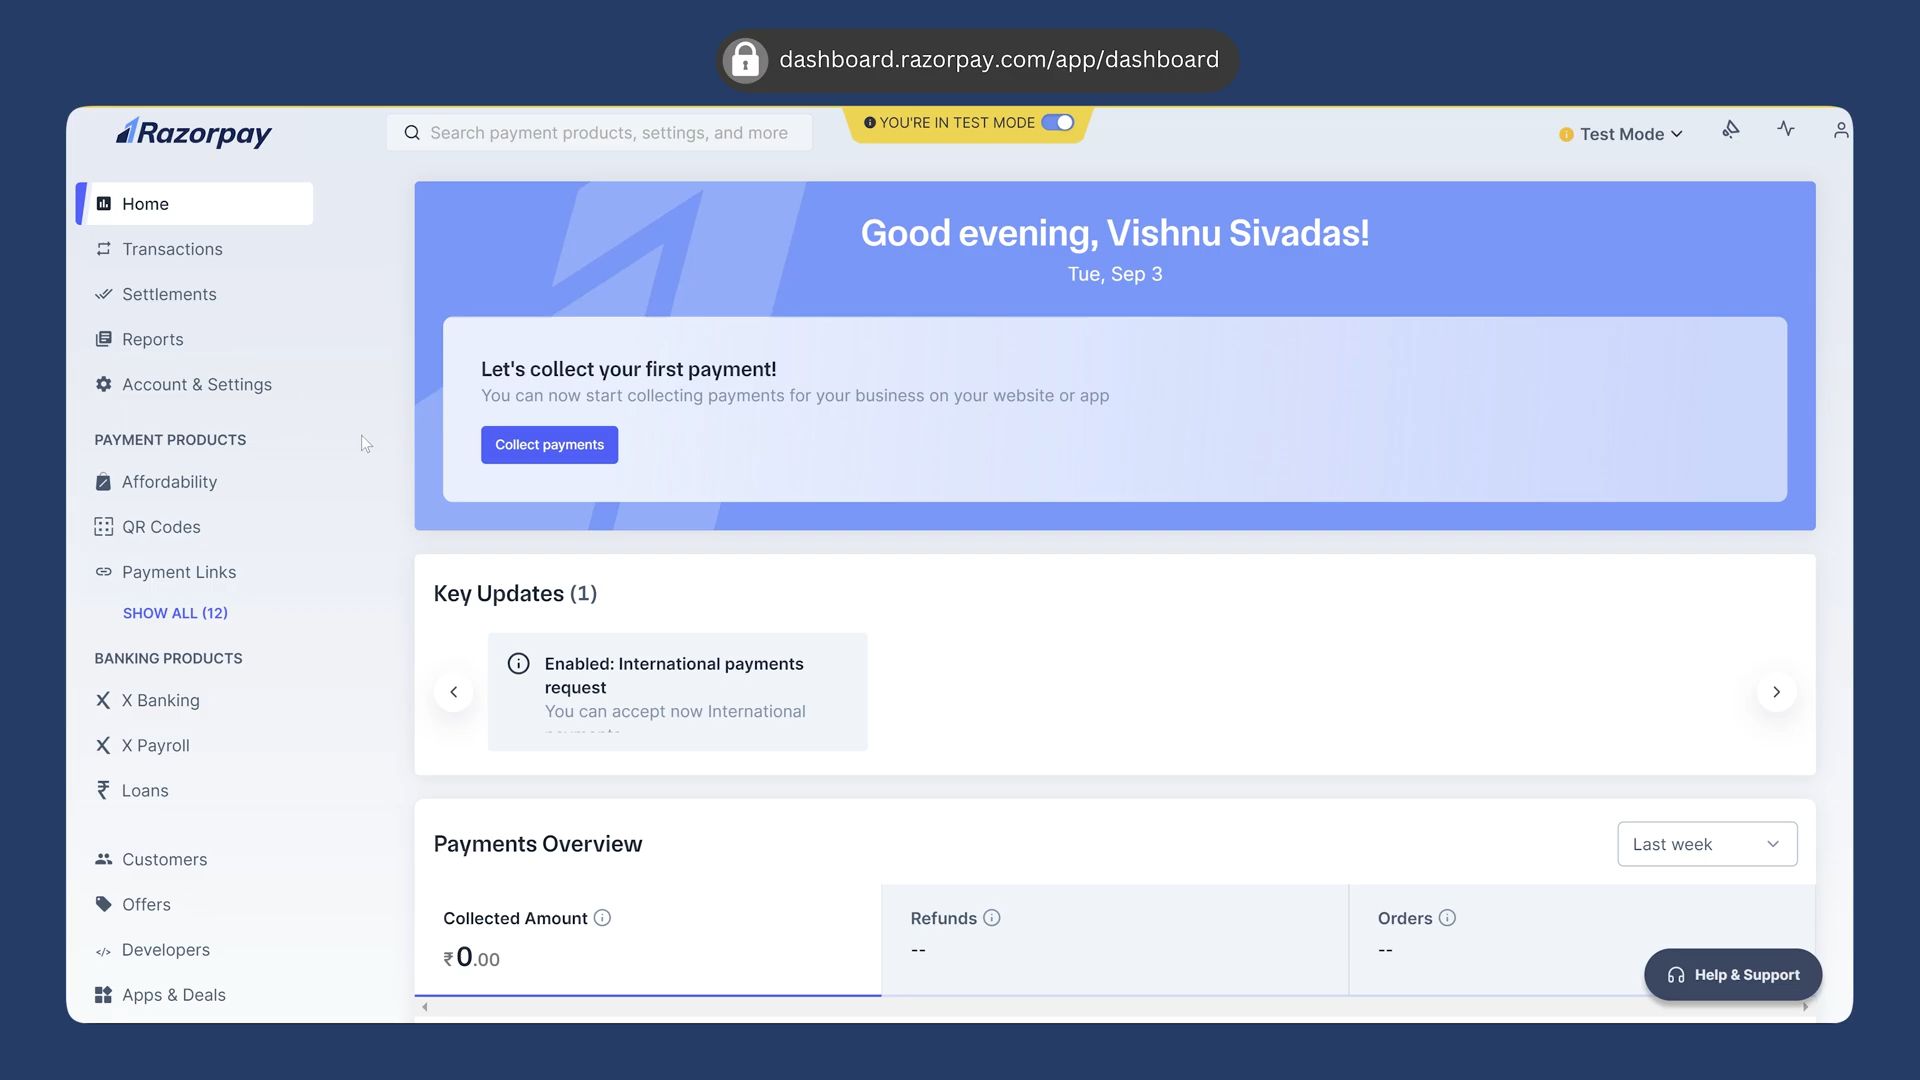 dashboard.razorpay.com/app/dashboard
Razorpay
Search payment products, settings, and more
YOU'RE IN TEST MODE
Test Mode
Home
Transactions
Settlements
Reports
Account & Settings
PAYMENT PRODUCTS
Affordability
QR Codes
Payment Links
SHOW ALL (12)
BANKING PRODUCTS
X Banking
X Payroll
Loans
Customers
Offers
Developers
Apps & Deals
Good evening, Vishnu Sivadas!
Tue, Sep 3
Let's collect your first payment!
You can now start collecting payments for your business on your website or app
Collect payments
Key Updates (1)
Enabled: International payments
request
You can accept now International
Payments Overview
Last week
Collected Amount
₹0.00
Refunds
--
Orders
--
Help & Support